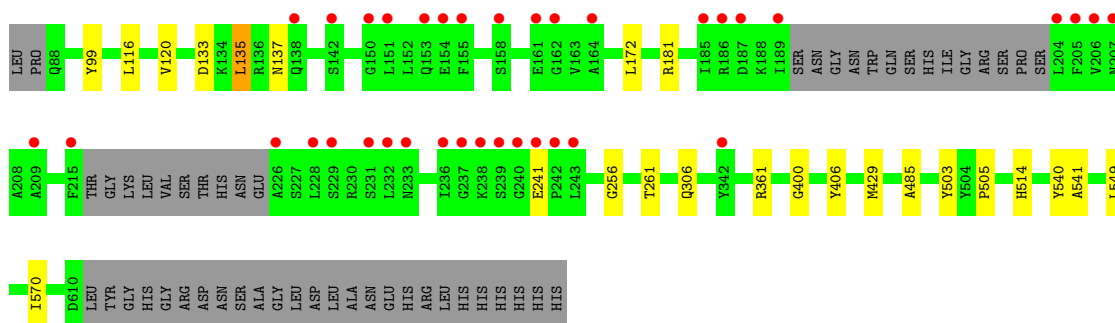 LEU PRO Q88 Y99 L116 V120 D133 K134 L135 R136 N137 Q138 S142 G150 L151 L152 Q153 E154 F155 S158 E161 G162 V163 A164 L172 R181 I185 R186 D187 K188 I189 SER ASN GLY ASN TRP GLN SER HIS ILE GLY ARG SER PRO SER L204 F205 V206 N207
A208 A209 F215 THR GLY LYS LEU VAL SER THR HIS ASN GLU A226 S227 L228 S229 R230 S231 L232 N233 I236 G237 K238 S239 G240 E241 P242 L243 G256 T261 Q306 Y342 R361 G400 Y406 M429 A485 Y503 Y504 P505 H514 Y540 A541 L549
I570 D610 LEU TYR GLY HIS GLY ARG ASP ASN SER ALA GLY LEU ASP LEU ALA ASN GLU HIS ARG LEU HIS HIS HIS HIS HIS HIS